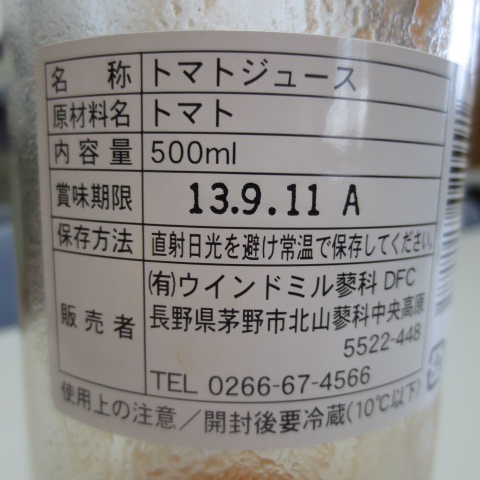 名称 トマトジュース
原材料名 トマト
内容量 500ml
賞味期限 13.9.11 A
保存方法 直射日光を避け常温で保存してください。
販売者 (有)ウインドミル蓼科 DFC
長野県茅野市北山蓼科中央高原
5522-448
TEL 0266-67-4566
使用上の注意/開封後要冷蔵(10℃以下)